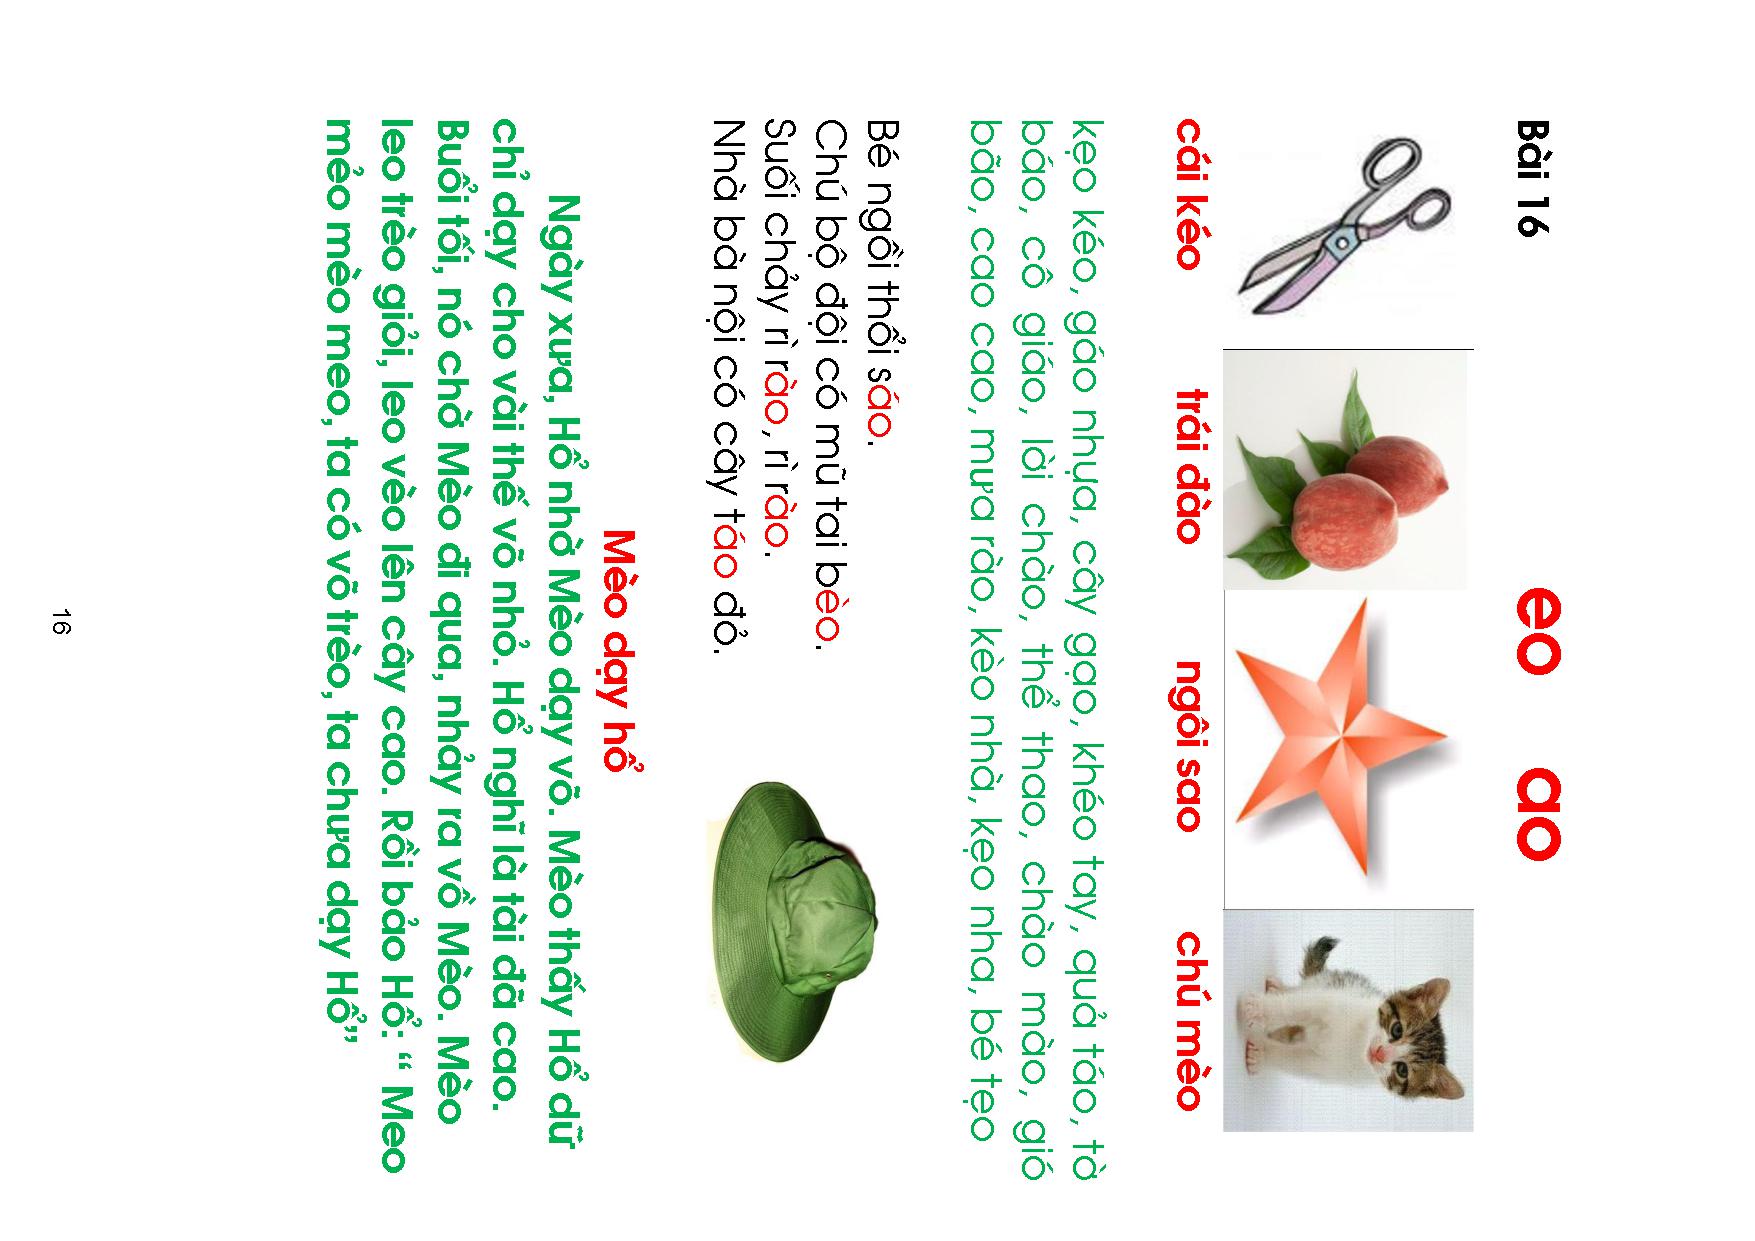 Bài 16 eo ao
cái kéo trái đào ngôi sao chú mèo
kẹo kéo, gáo nhựa, cây gạo, khéo tay, quả táo, tờ
báo, cô giáo, lời chào, thể thao, chào mào, gió
bão, cao cao, mưa rào, kèo nhà, kẹo nha, bé tẹo
Bé ngồi thổi sáo.
Chú bộ đội có mũ tai bèo.
Suối chảy rì rào, rì rào.
Nhà bà nội có cây táo đỏ.
Mèo dạy hổ
Ngày xưa, Hổ nhờ Mèo dạy võ. Mèo thấy Hổ dữ
chỉ dạy cho vài thế võ nhỏ. Hổ nghĩ là tài đã cao.
Buổi tối, nó chờ Mèo đi qua, nhảy ra vồ Mèo. Mèo
leo trèo giỏi, leo vèo lên cây cao. Rồi bảo Hổ: “ Meo
mẻo mèo meo, ta có võ trèo, ta chưa dạy Hổ”
16